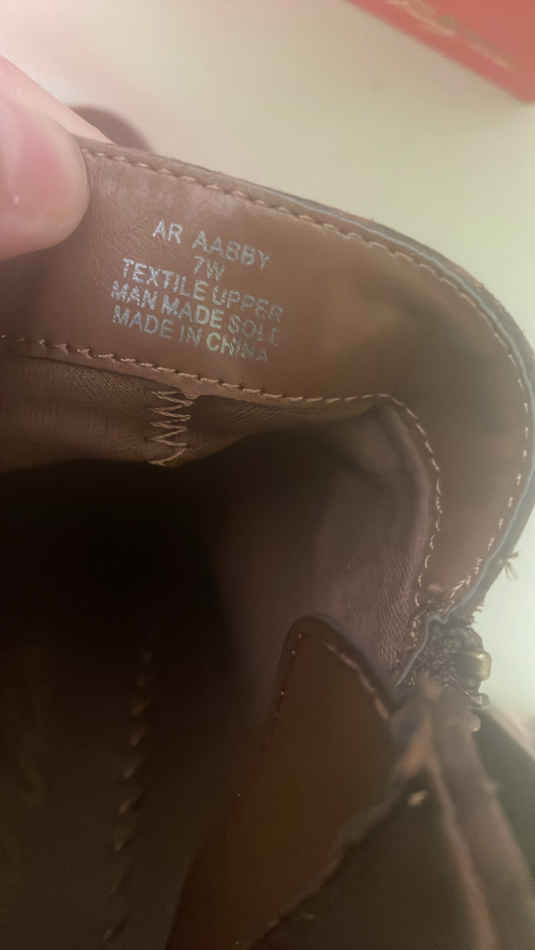 AR AABBY
7W
TEXTILE UPPER
MAN MADE SOLE
MADE IN CHINA